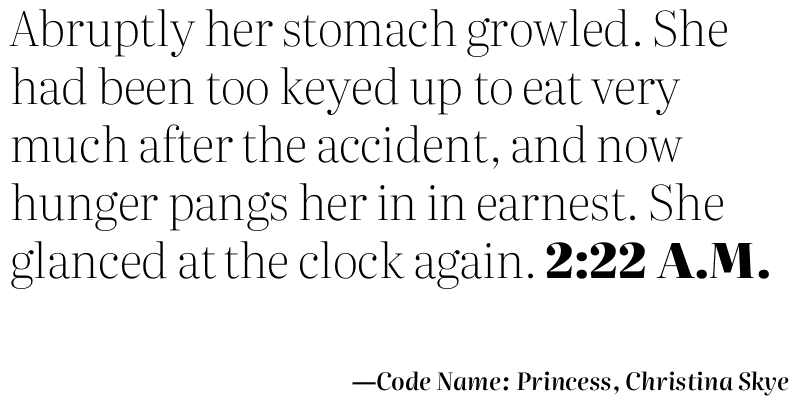 Abruptly her stomach growled. She
had been too keyed up to eat very
much after the accident, and now
hunger pangs her in in earnest. She
glanced at the clock again. 2:22 A.M.
—Code Name: Princess, Christina Skye